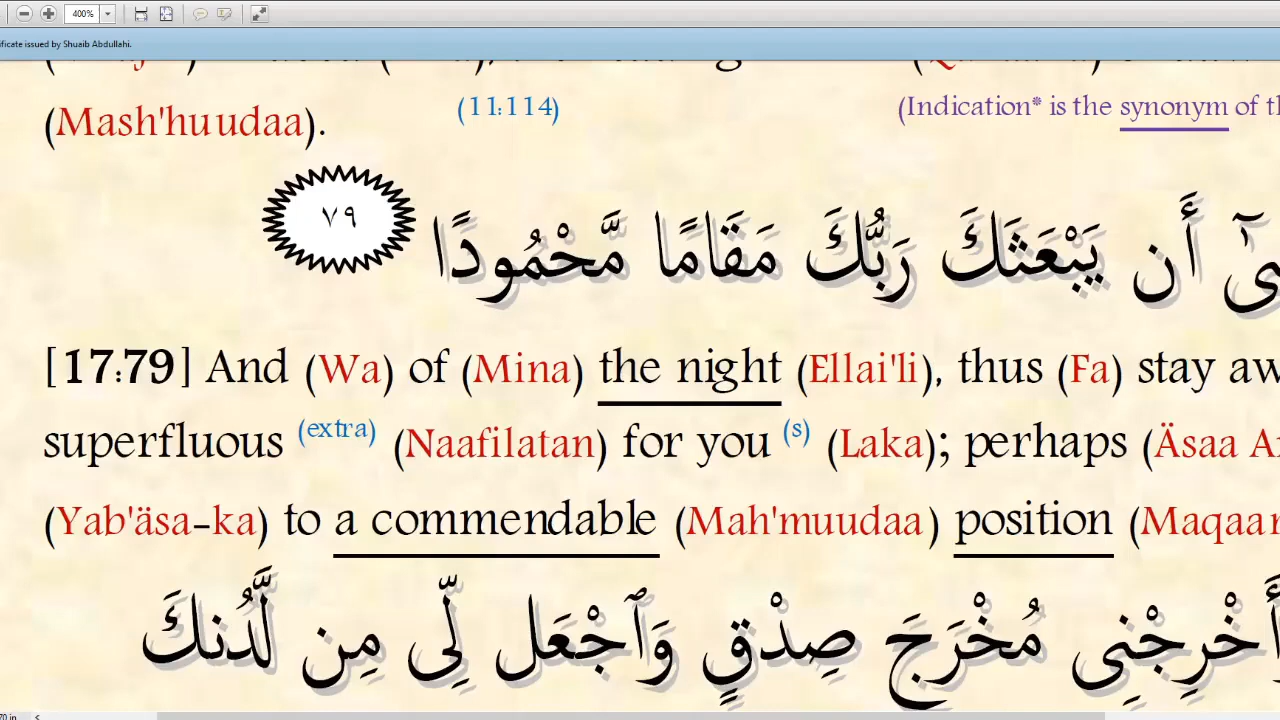 400%
ficate issued by Shuaib Abdullahi.
(Mash'huudaa). (11:114) (Indication* is the synonym of
أَن يَبْعَثَكَ رَبُّكَ مَقَامًا مَّحْمُودًا ٧٩
[17:79] And (Wa) of (Mina) the night (Ellai'li), thus (Fa) stay aw
superfluous (extra) (Naafilatan) for you (s) (Laka); perhaps (Äsaa
(Yab'äsa-ka) to a commendable (Mah'muudaa) position (Maqaa
أَخْرِجْنِى مُخْرَجَ صِدْقٍ وَٱجْعَل لِّى مِن لَّدُنكَ